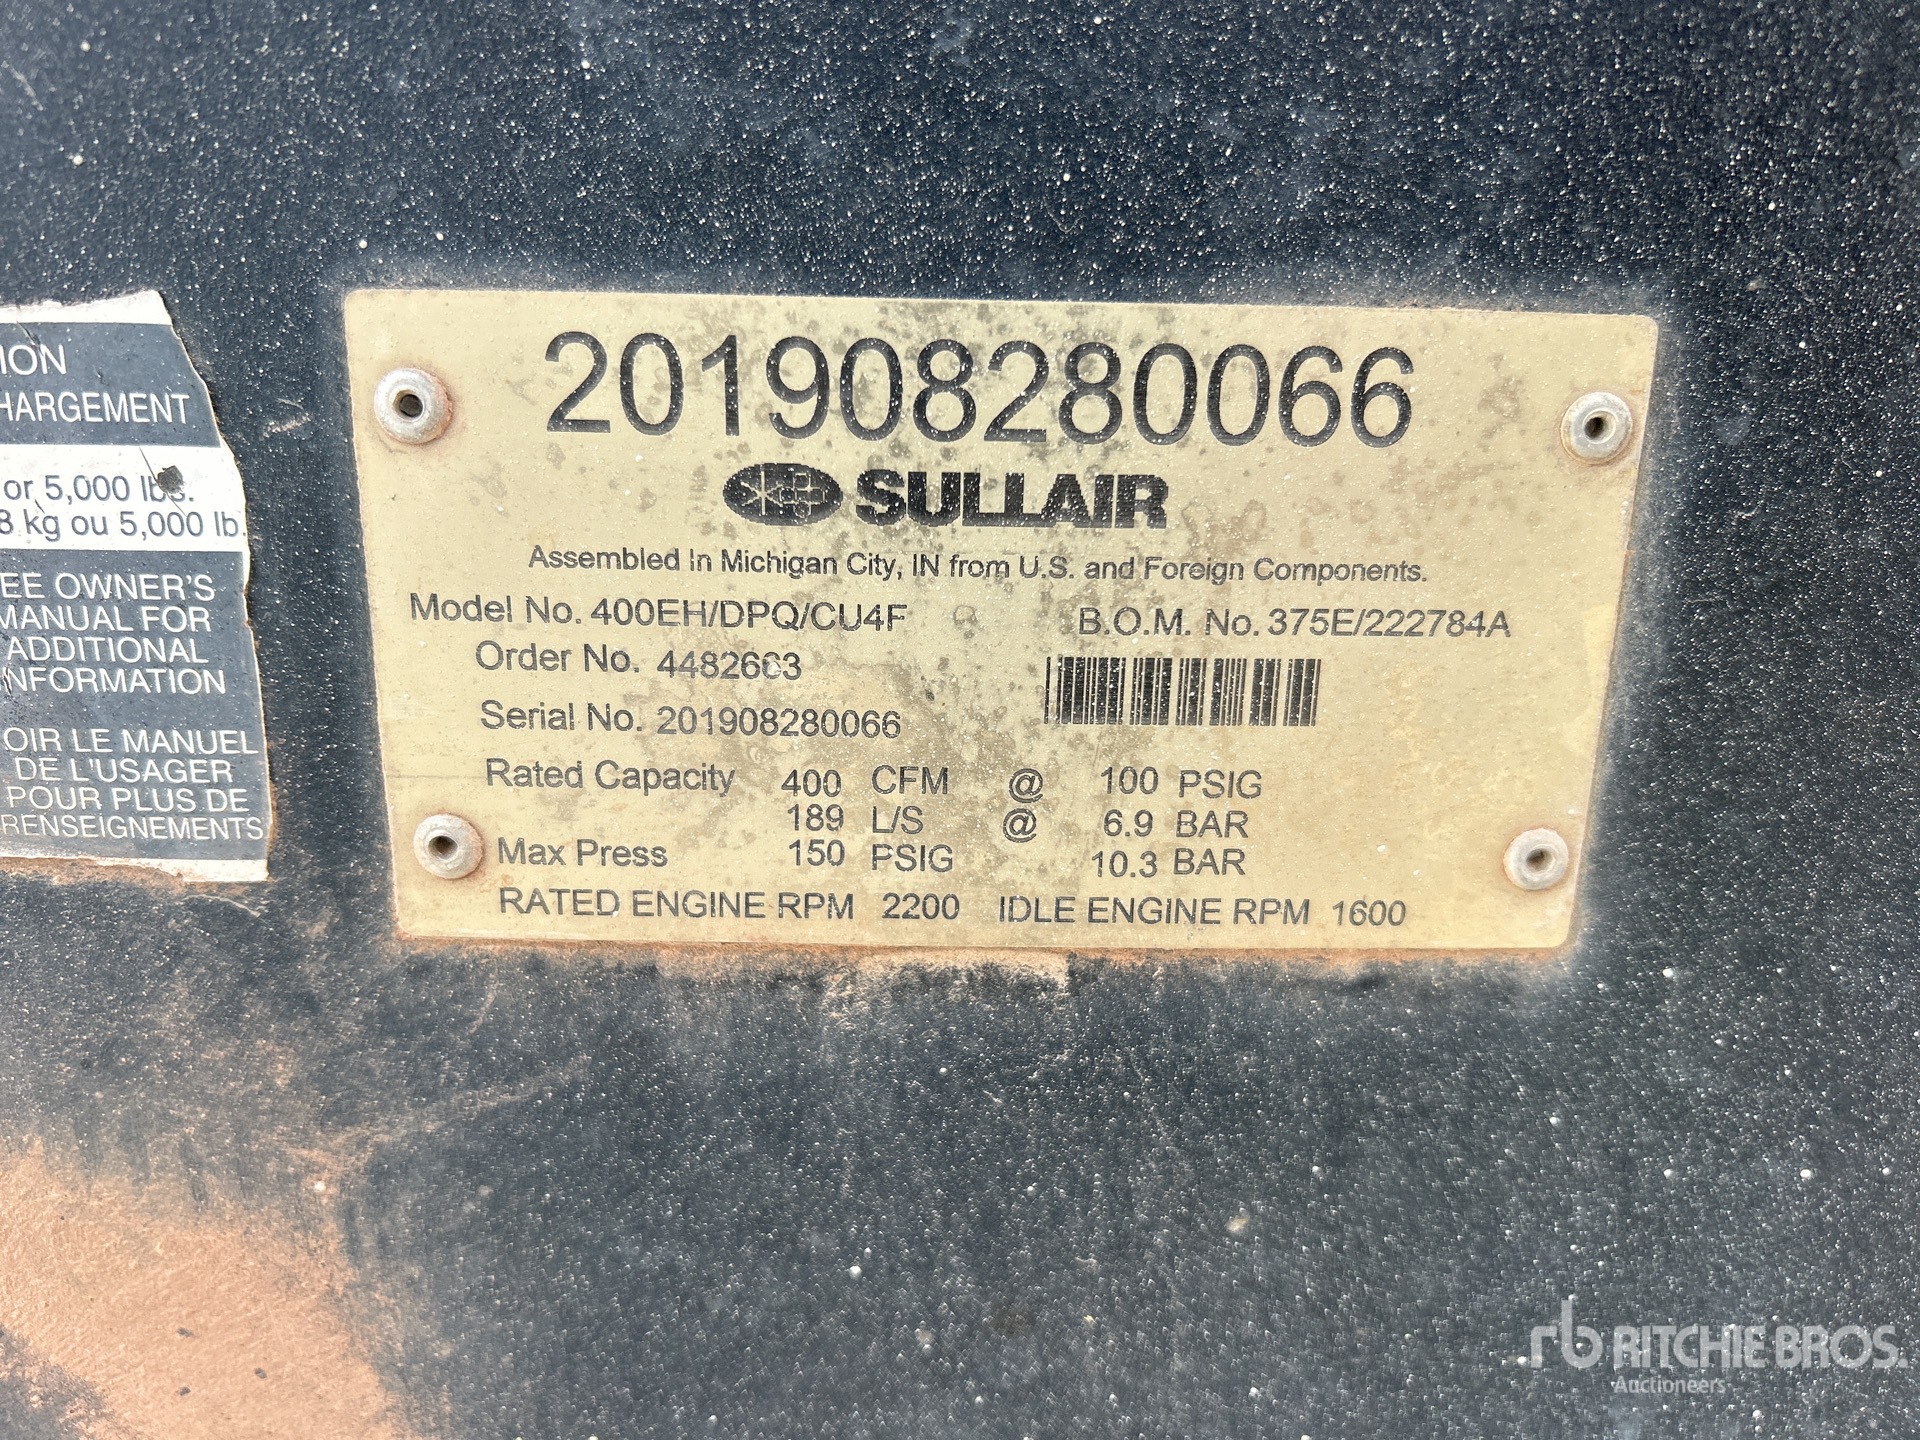 ION
HARGEMENT
or 5,000 lbs.
8 kg ou 5,000 lb.
EE OWNER'S
MANUAL FOR
ADDITIONAL
INFORMATION
OIR LE MANUEL
DE L'USAGER
POUR PLUS DE
RENSEIGNEMENTS
201908280066
SULLAIR
Assembled In Michigan City, IN from U.S. and Foreign Components.
Model No. 400EH/DPQ/CU4F B.O.M. No. 375E/222784A
Order No. 4482663
Serial No. 201908280066
Rated Capacity 400 CFM @ 100 PSIG
189 L/S @ 6.9 BAR
Max Press 150 PSIG 10.3 BAR
RATED ENGINE RPM 2200 IDLE ENGINE RPM 1600
rb RITCHIE BROS.
Auctioneers